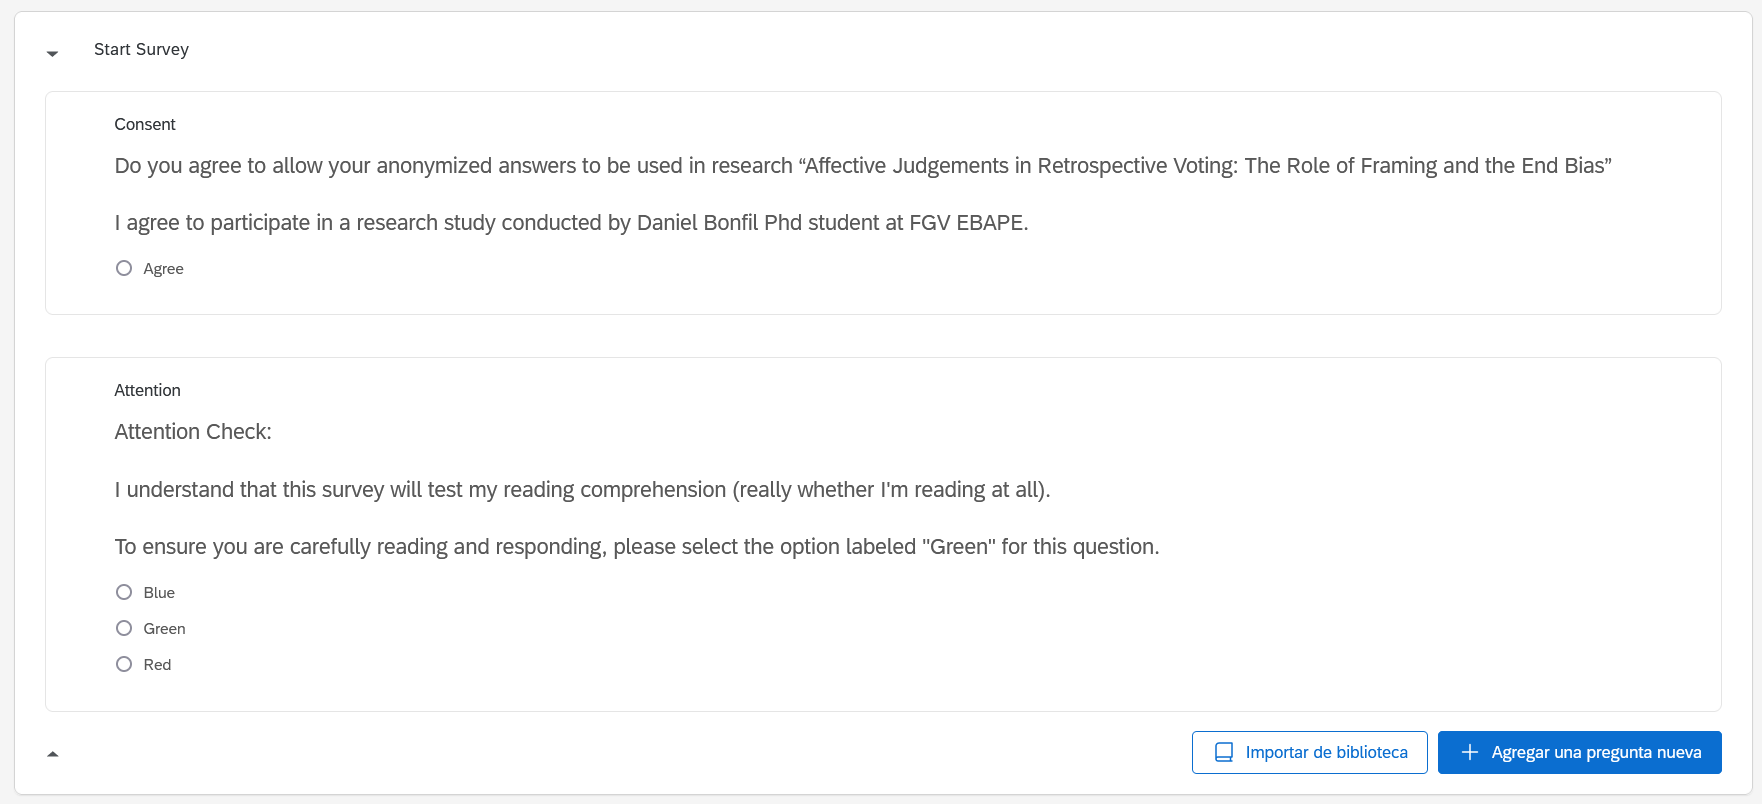 Start Survey
Consent
Do you agree to allow your anonymized answers to be used in research “Affective Judgements in Retrospective Voting: The Role of Framing and the End Bias”
I agree to participate in a research study conducted by Daniel Bonfil Phd student at FGV EBAPE.
Agree
Attention
Attention Check:
I understand that this survey will test my reading comprehension (really whether I'm reading at all).
To ensure you are carefully reading and responding, please select the option labeled "Green" for this question.
Blue
Green
Red
Importar de biblioteca
Agregar una pregunta nueva